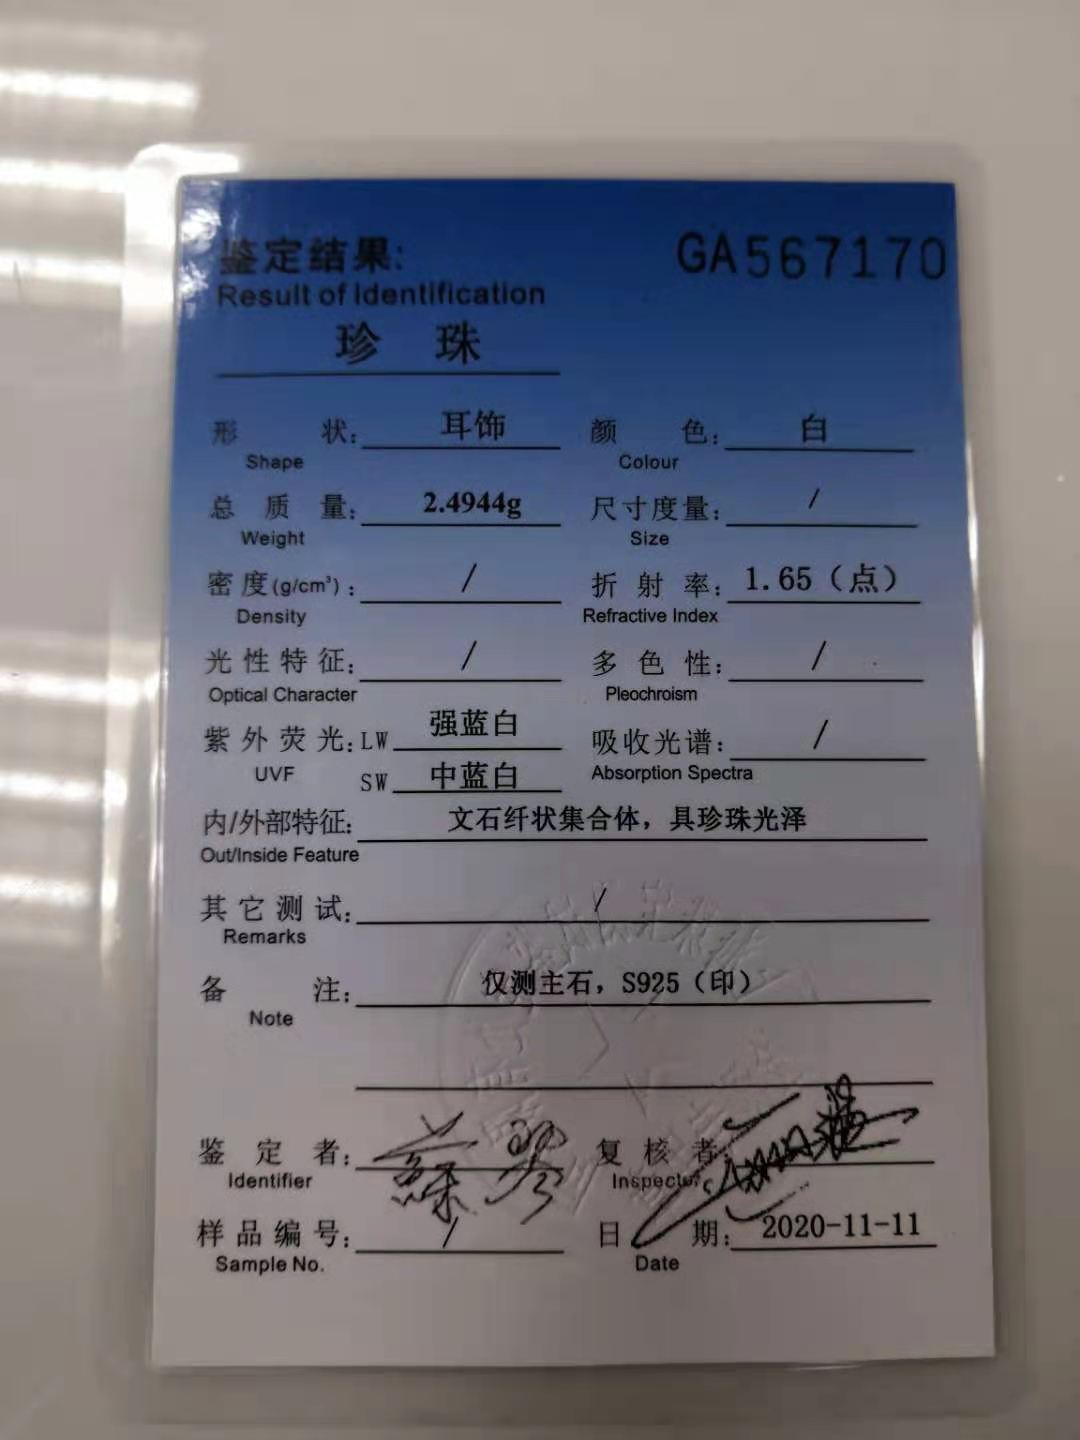 鉴定结果: GA567170
Result of Identification
珍 珠
形 状: 耳饰 颜 色: 白
Shape Colour
总 质 量: 2.4944g 尺寸度量: /
Weight Size
密度(g/cm³): / 折 射 率: 1.65（点）
Density Refractive Index
光性特征: / 多 色 性: /
Optical Character Pleochroism
紫外荧光: LW 强蓝白 吸收光谱: /
UVF SW 中蓝白 Absorption Spectra
内/外部特征: 文石纤状集合体，具珍珠光泽
Out/Inside Feature
其它测试: /
Remarks
备 注: 仅测主石，S925（印）
Note
鉴 定 者: 苏琴 复 核 者:
Identifier Inspector
样品编号: / 日 期: 2020-11-11
Sample No. Date